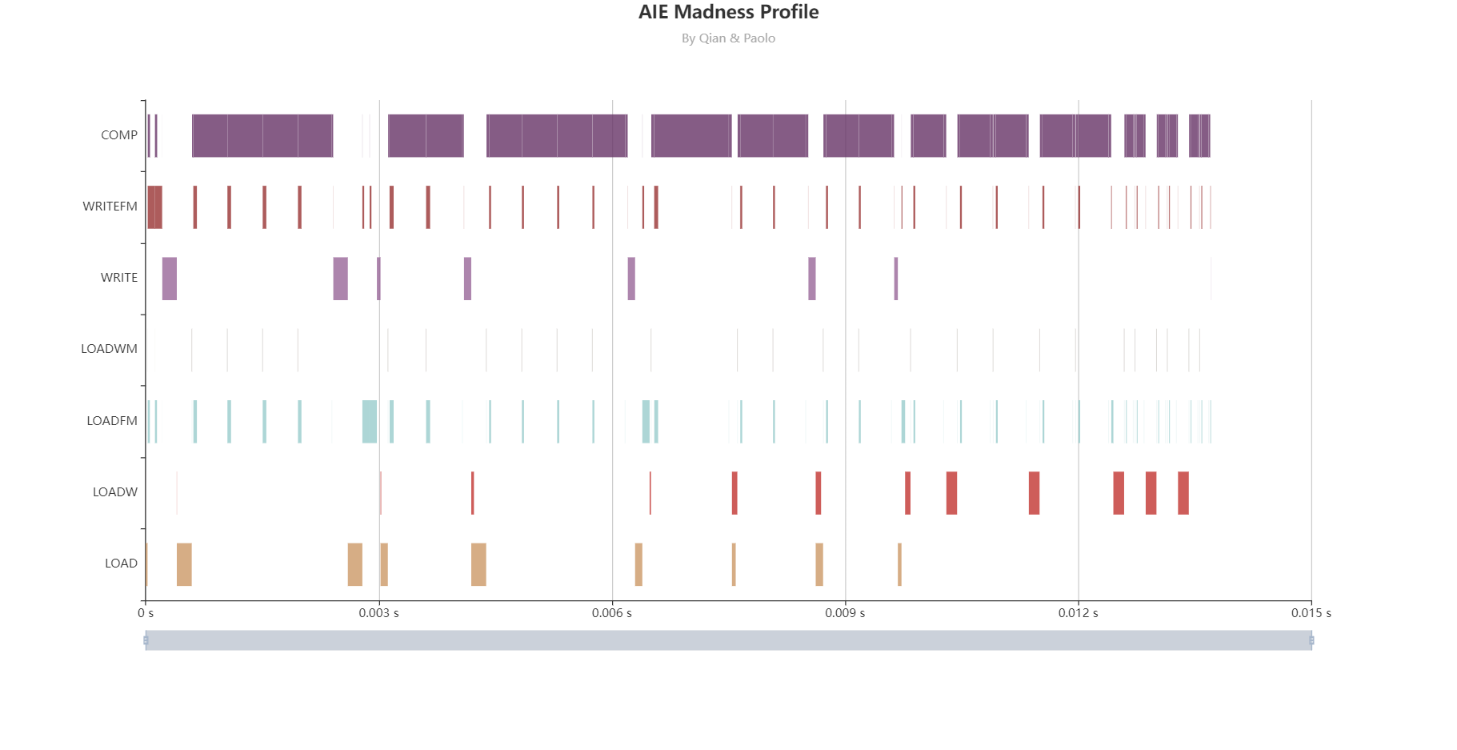 AIE Madness Profile
By Qian & Paolo
COMP
WRITEFM
WRITE
LOADWM
LOADFM
LOADW
LOAD
0 s
0.003 s
0.006 s
0.009 s
0.012 s
0.015 s